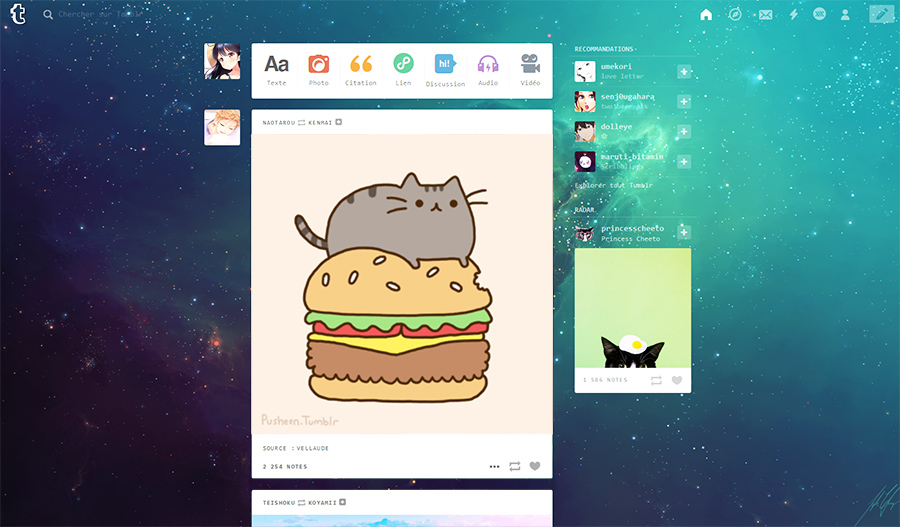 t
Chercher sur Tumblr
Aa
hi!
Texte
Photo
Citation
Lien
Discussion
Audio
Vidéo
NAOTAROU KENMAI
Pusheen.Tumblr
SOURCE : VELLAUDE
2 254 NOTES
TEISHOKU KOYAMII
RECOMMANDATIONS
umekori
love letter
senj0ugahara
dolleye
maruti-bitamin
Explorer tout Tumblr
RADAR
princesscheeto
Princess Cheeto
1 586 NOTES